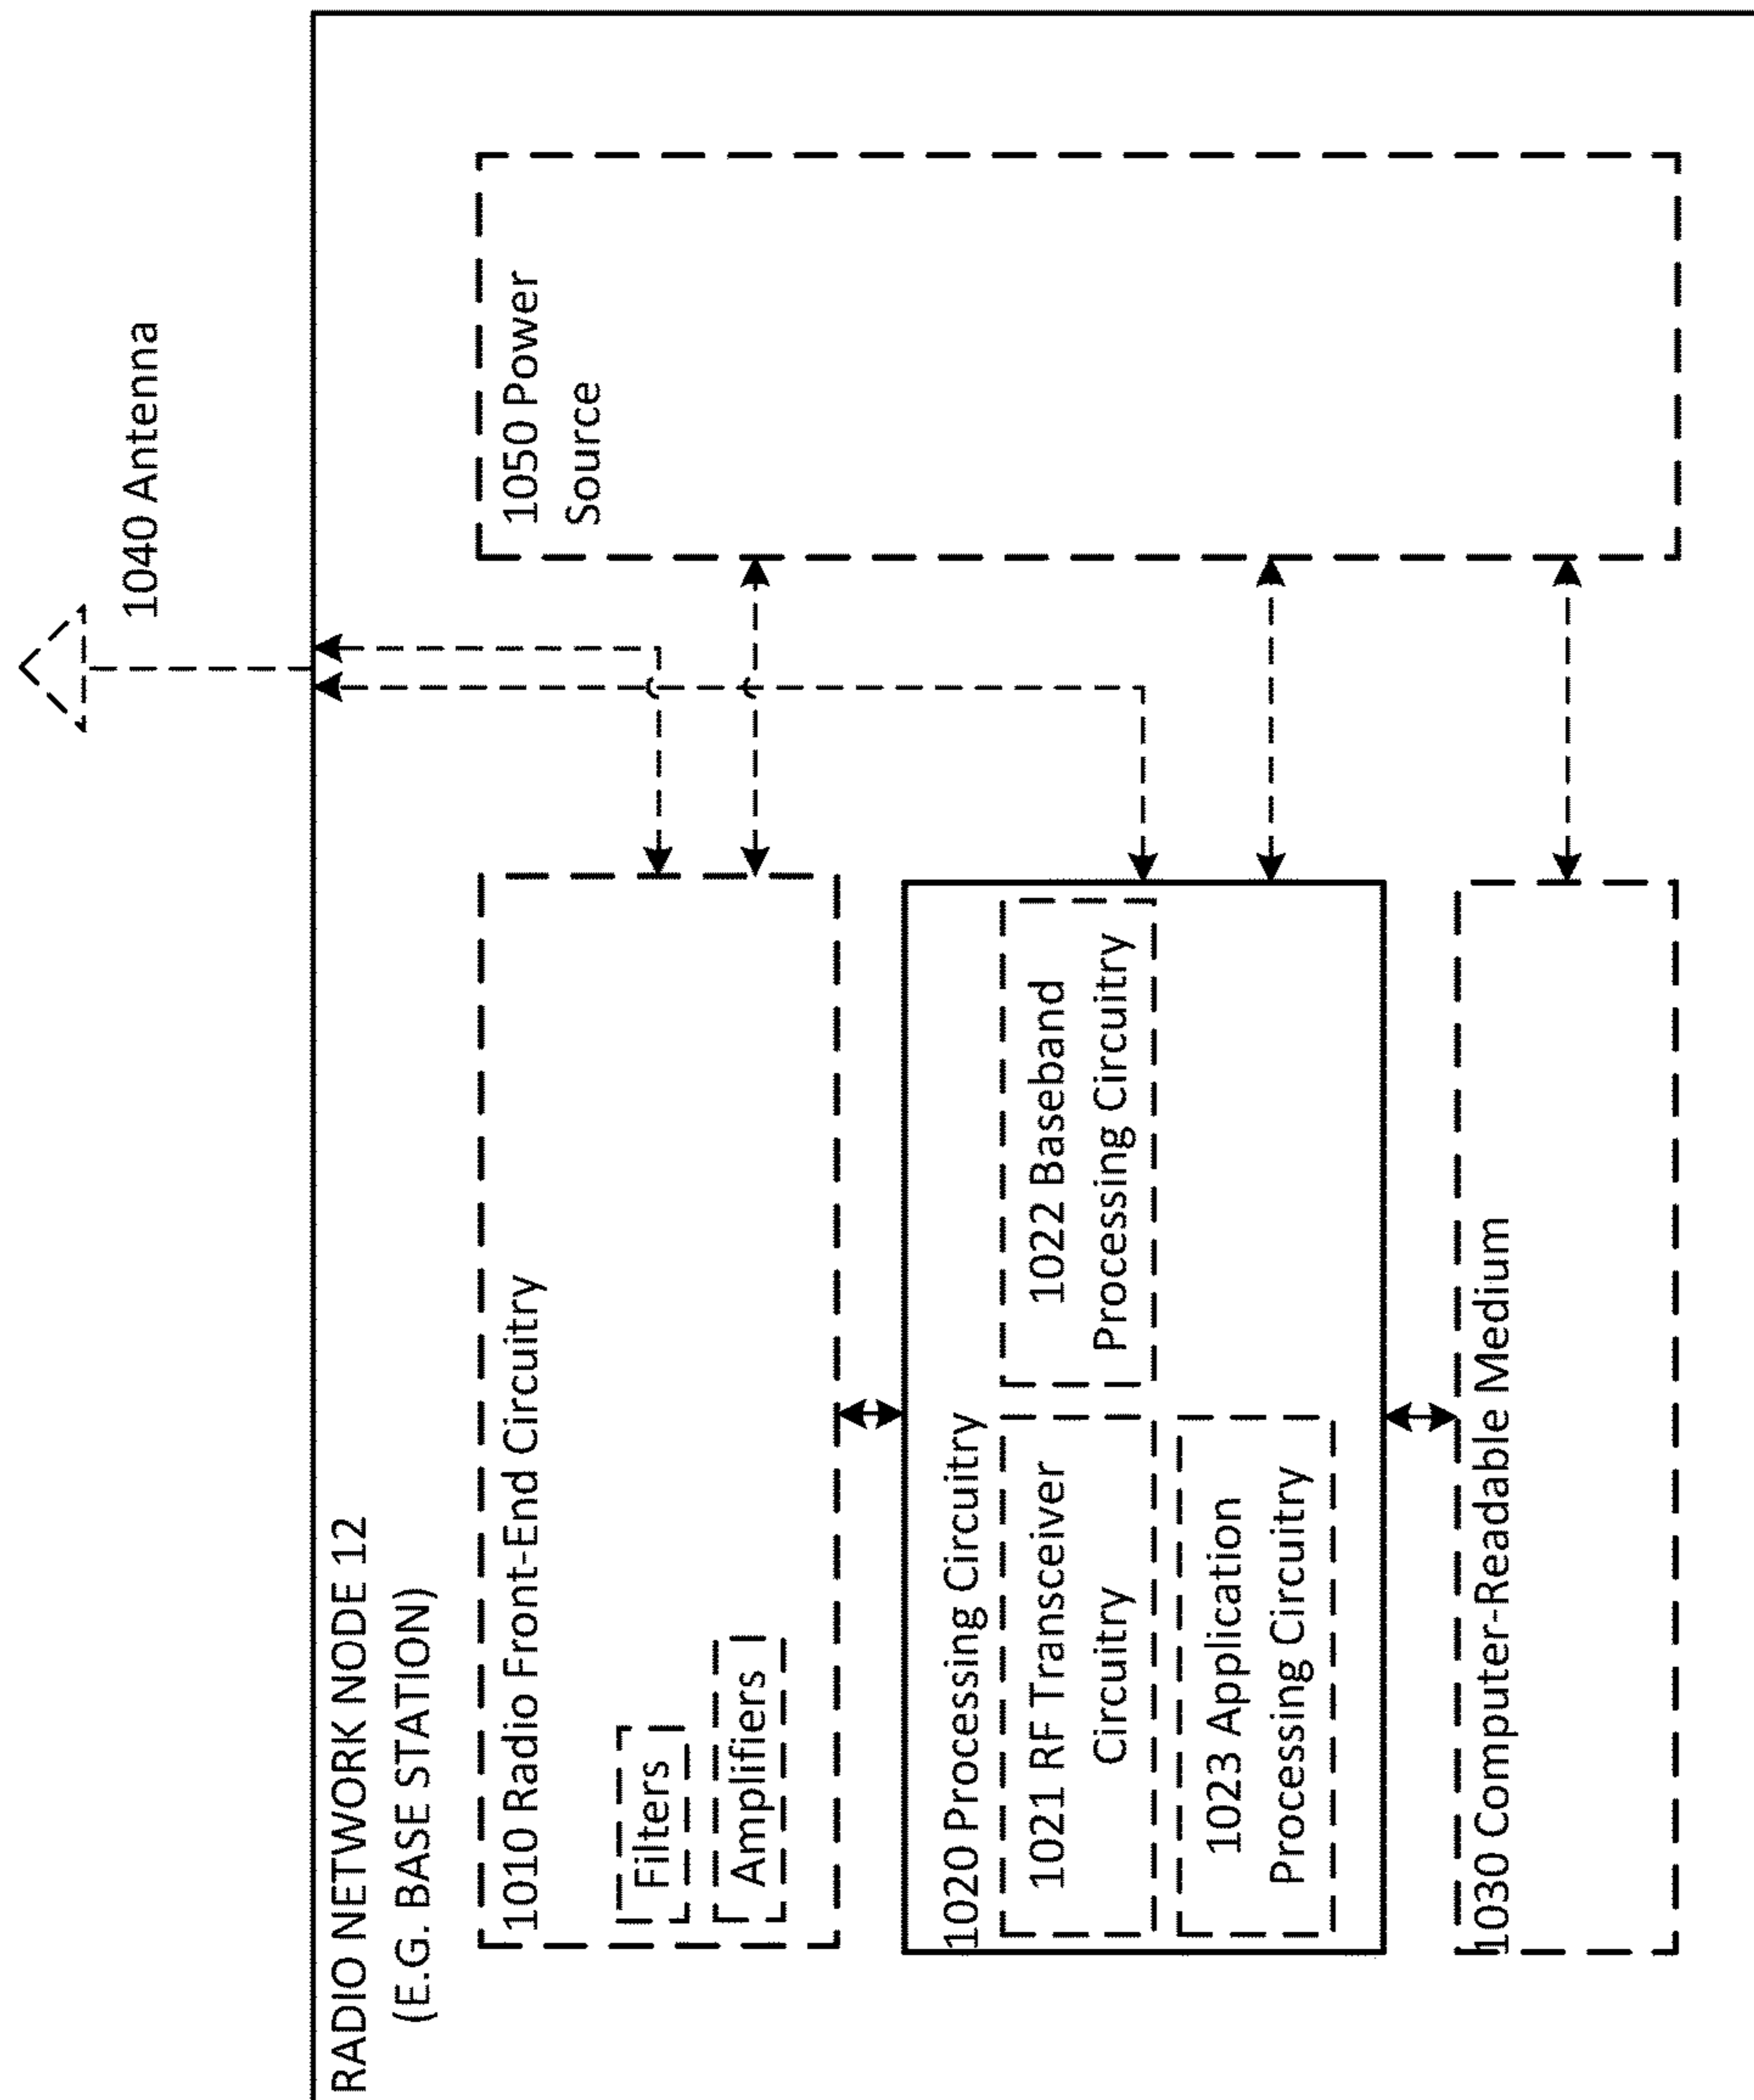 1040 Antenna
RADIO NETWORK NODE 12
(E.G. BASE STATION)
1010 Radio Front-End Circuitry
Filters
Amplifiers
1050 Power
Source
1020 Processing Circuitry
1021 RF Transceiver
Circuitry
1022 Baseband
Processing Circuitry
1023 Application
Processing Circuitry
1030 Computer-Readable Medium